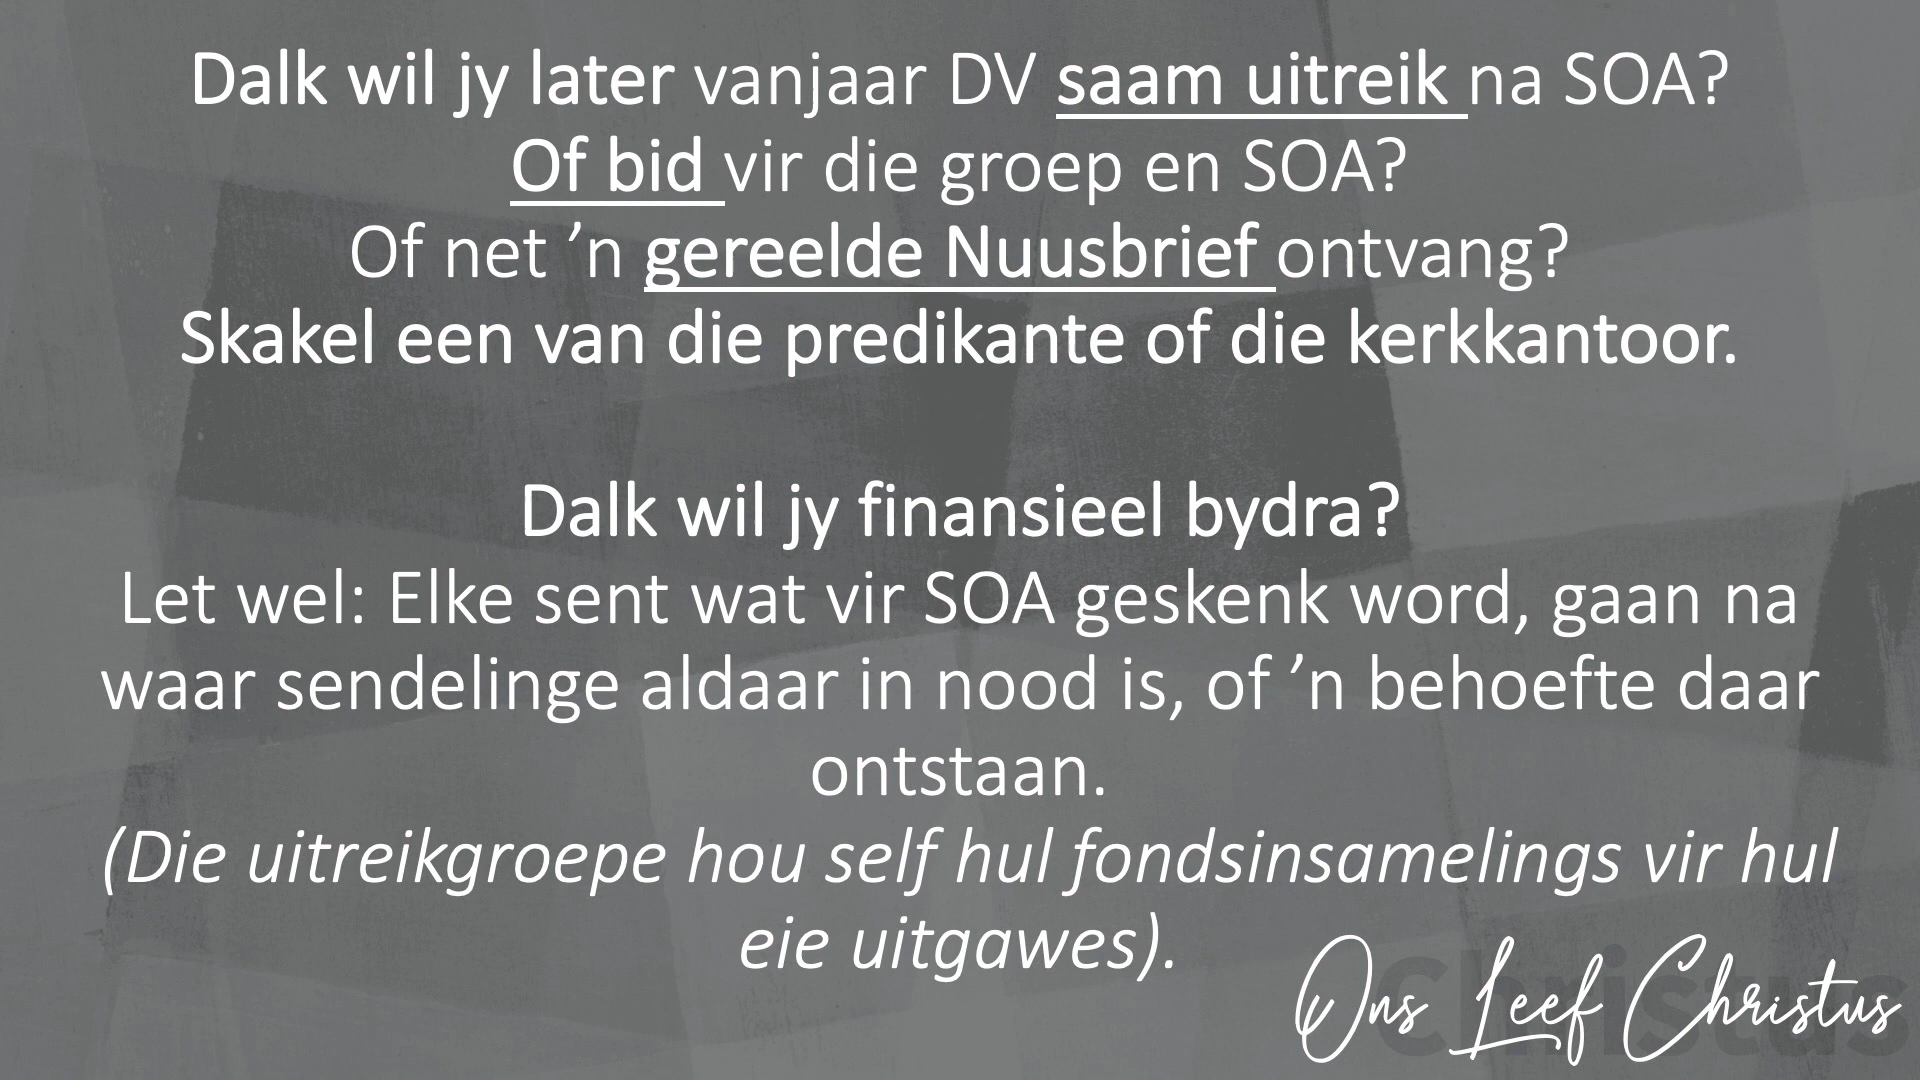 Dalk wil jy later vanjaar DV saam uitreik na SOA?
Of bid vir die groep en SOA?
Of net ’n gereelde Nuusbrief ontvang?
Skakel een van die predikante of die kerkkantoor.
Dalk wil jy finansieel bydra?
Let wel: Elke sent wat vir SOA geskenk word, gaan na
waar sendelinge aldaar in nood is, of ’n behoefte daar
ontstaan.
(Die uitreikgroepe hou self hul fondsinsamelings vir hul
eie uitgawes).
Ons Leef Christus
Christus